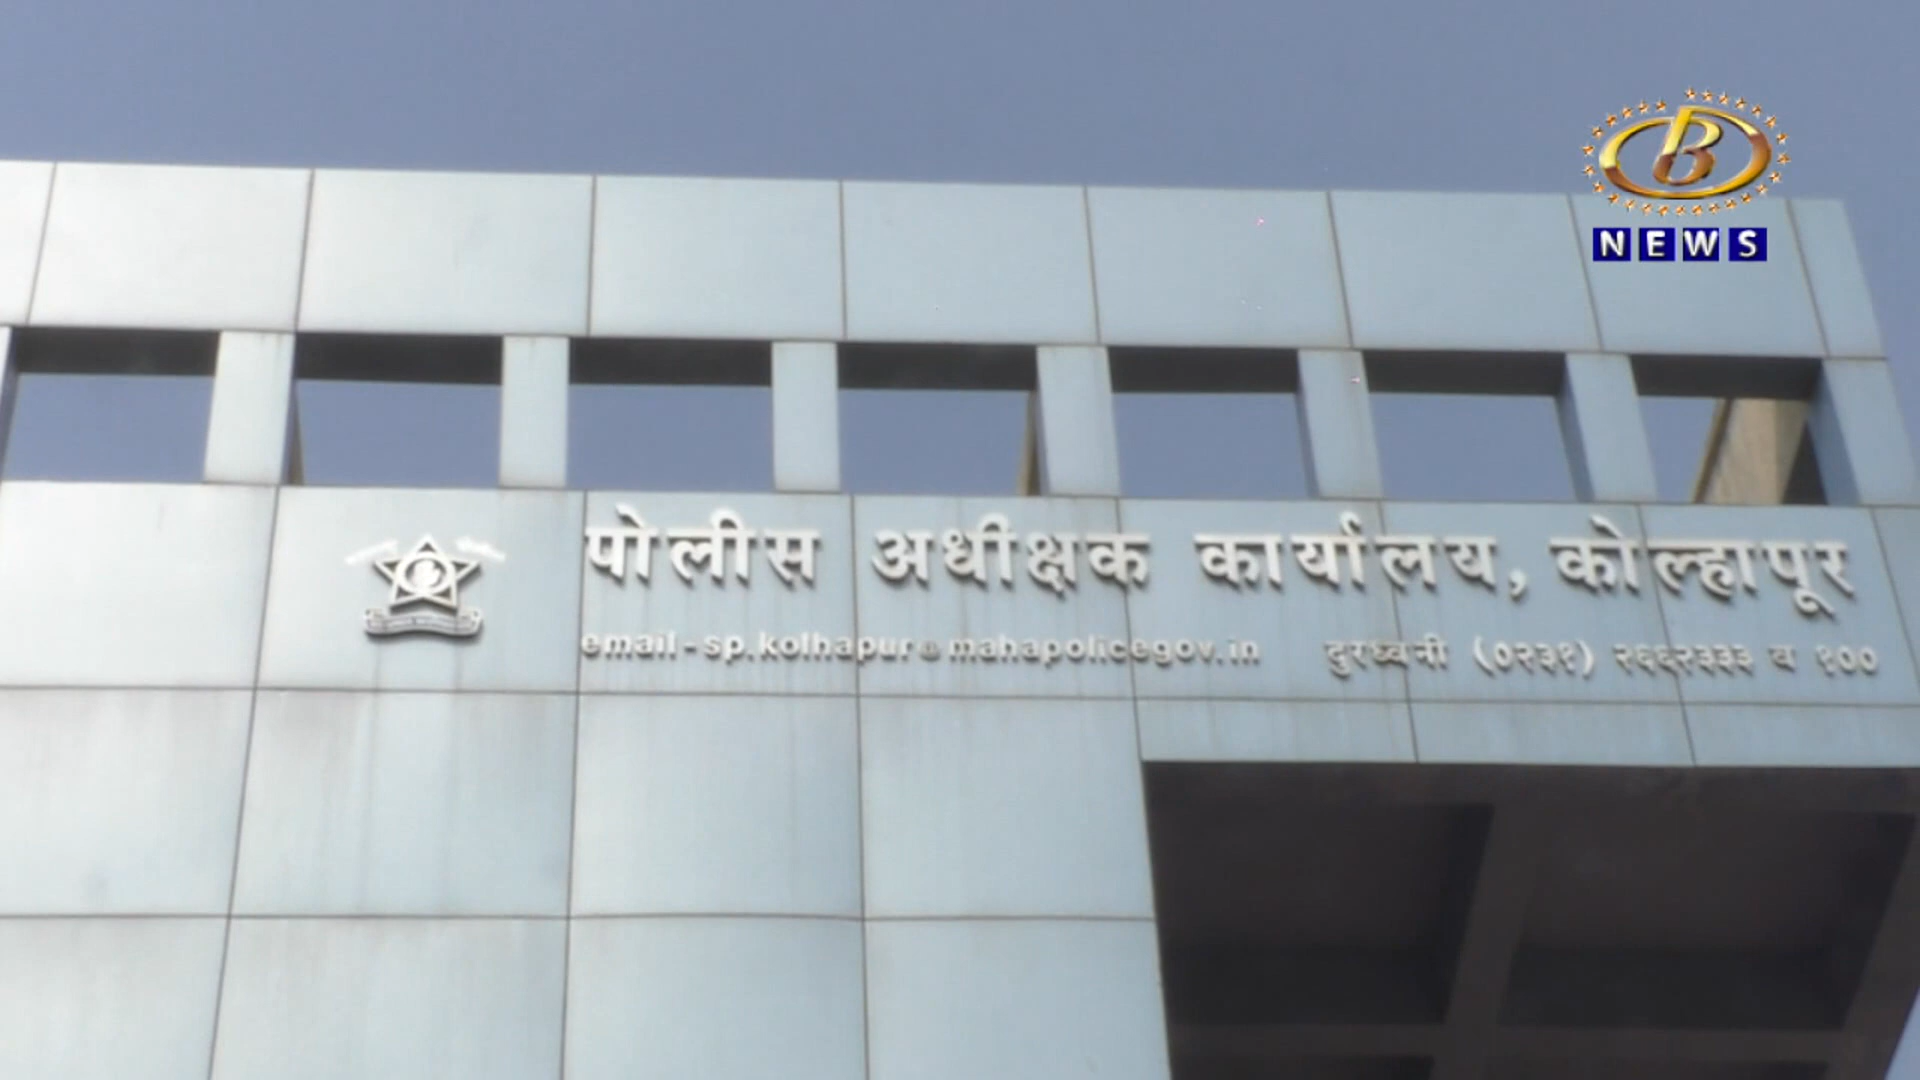 B
NEWS
पोलीस अधीक्षक कार्यालय, कोल्हापूर
email-sp.kolhapur@mahapolicegov.in दुरध्वनी (०२३१) २६६२३३३ व १००